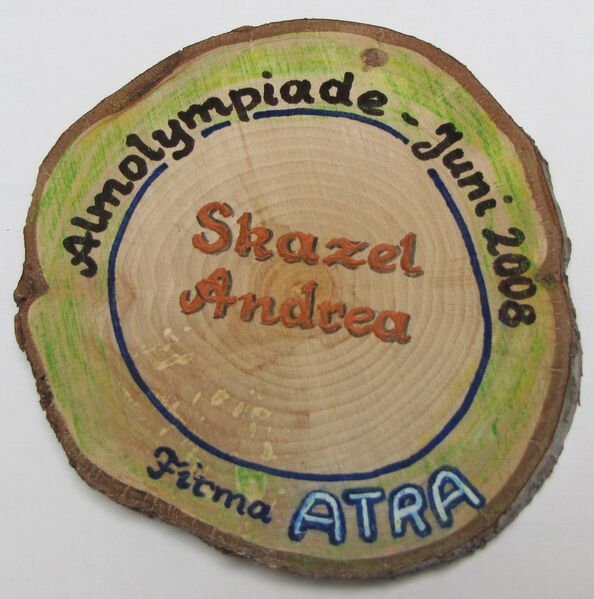 Almolympiade - Juni 2008
Skazel
Andrea
Firma ATRA